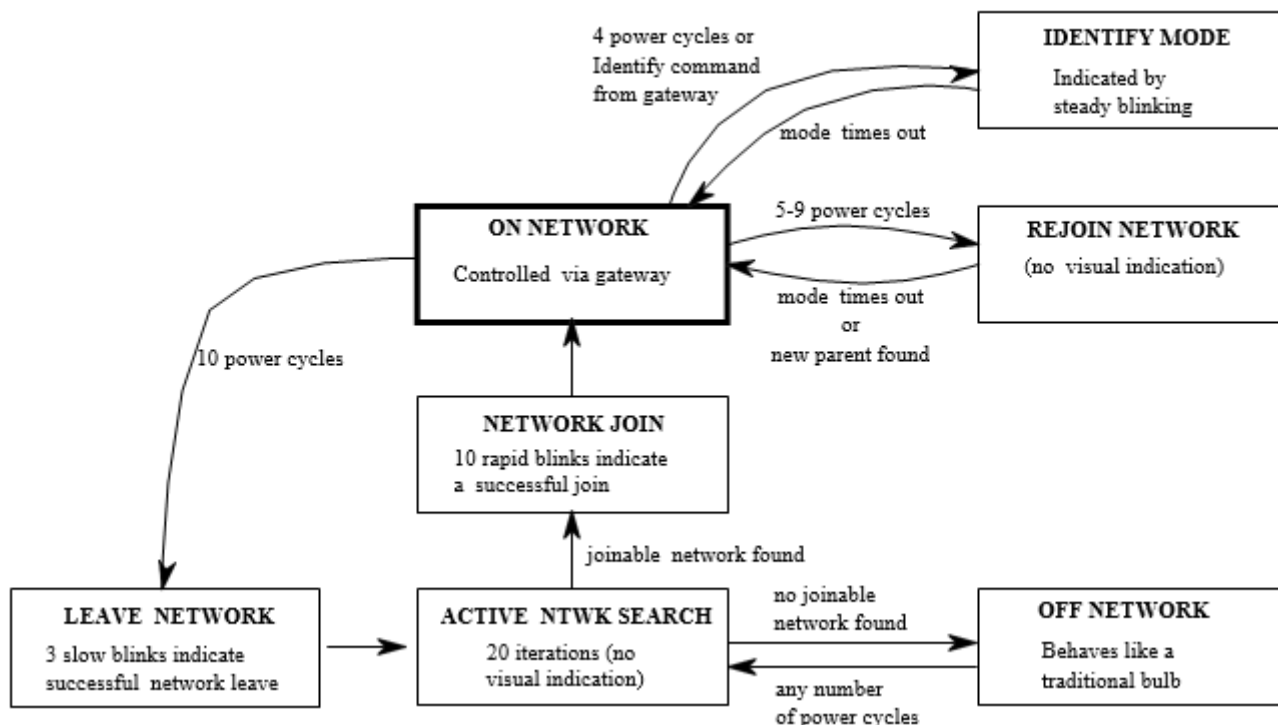 4 power cycles or
Identify command
from gateway
IDENTIFY MODE
Indicated by
steady blinking
mode times out
ON NETWORK
Controlled via gateway
5-9 power cycles
REJOIN NETWORK
(no visual indication)
mode times out
or
new parent found
10 power cycles
NETWORK JOIN
10 rapid blinks indicate
a successful join
joinable network found
LEAVE NETWORK
3 slow blinks indicate
successful network leave
ACTIVE NTWK SEARCH
20 iterations (no
visual indication)
no joinable
network found
OFF NETWORK
Behaves like a
traditional bulb
any number
of power cycles